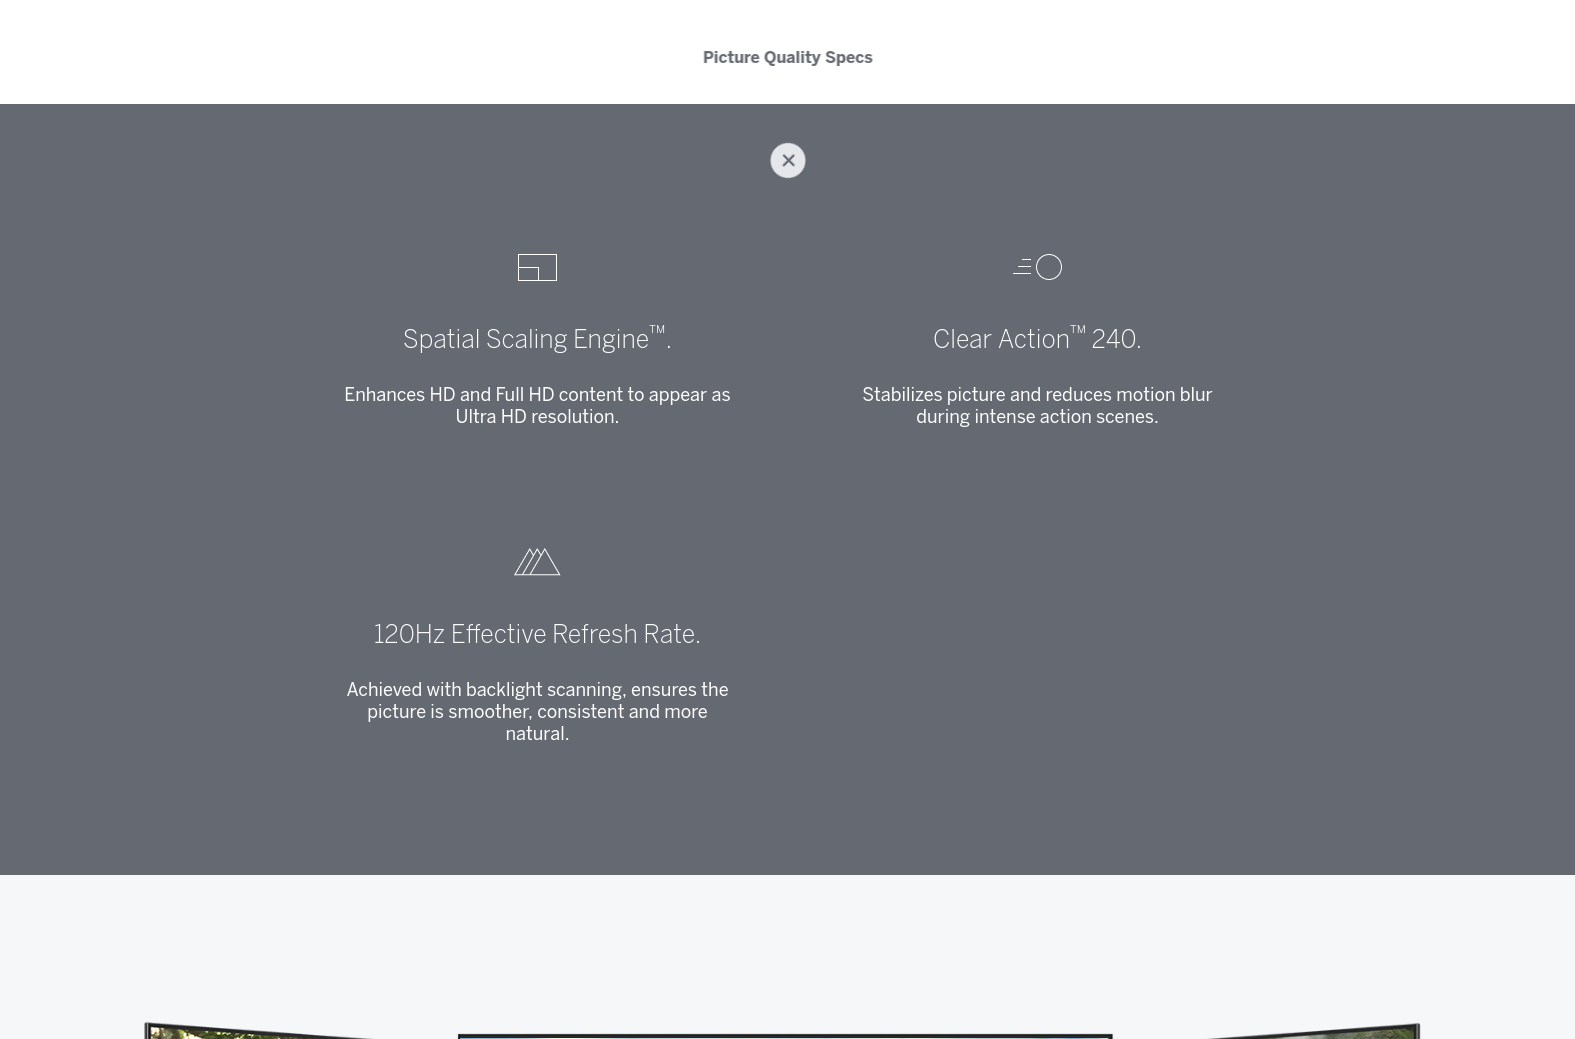 Picture Quality Specs
Spatial Scaling Engine™.
Enhances HD and Full HD content to appear as
Ultra HD resolution.
Clear Action™ 240.
Stabilizes picture and reduces motion blur
during intense action scenes.
120Hz Effective Refresh Rate.
Achieved with backlight scanning, ensures the
picture is smoother, consistent and more
natural.